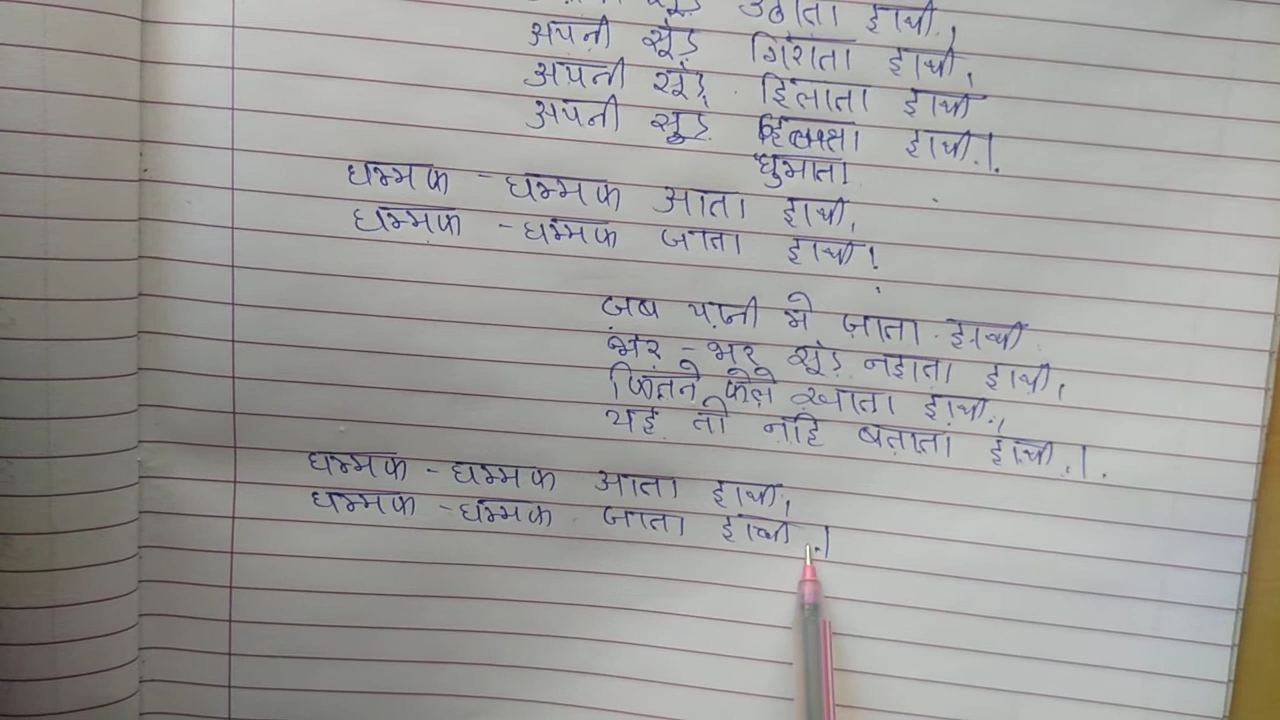 सूंड उठाता हाथी,
अपनी सूंड़ गिराता हाथी,
अपनी सूंड़ हिलाता हाथी
अपनी सूंड़ हाथी।
घुमाता
धम्मक - धम्मक आता हाथी,
धम्मक - धम्मक जाता हाथी।
जब पानी मे जाता हाथी
भर - भर सूंड़ नहाता हाथी,
कितने केले खाता हाथी,
यह तो नहि बताता हाथी।
धम्मक - धम्मक आता हाथी,
धम्मक - धम्मक जाता हाथी।